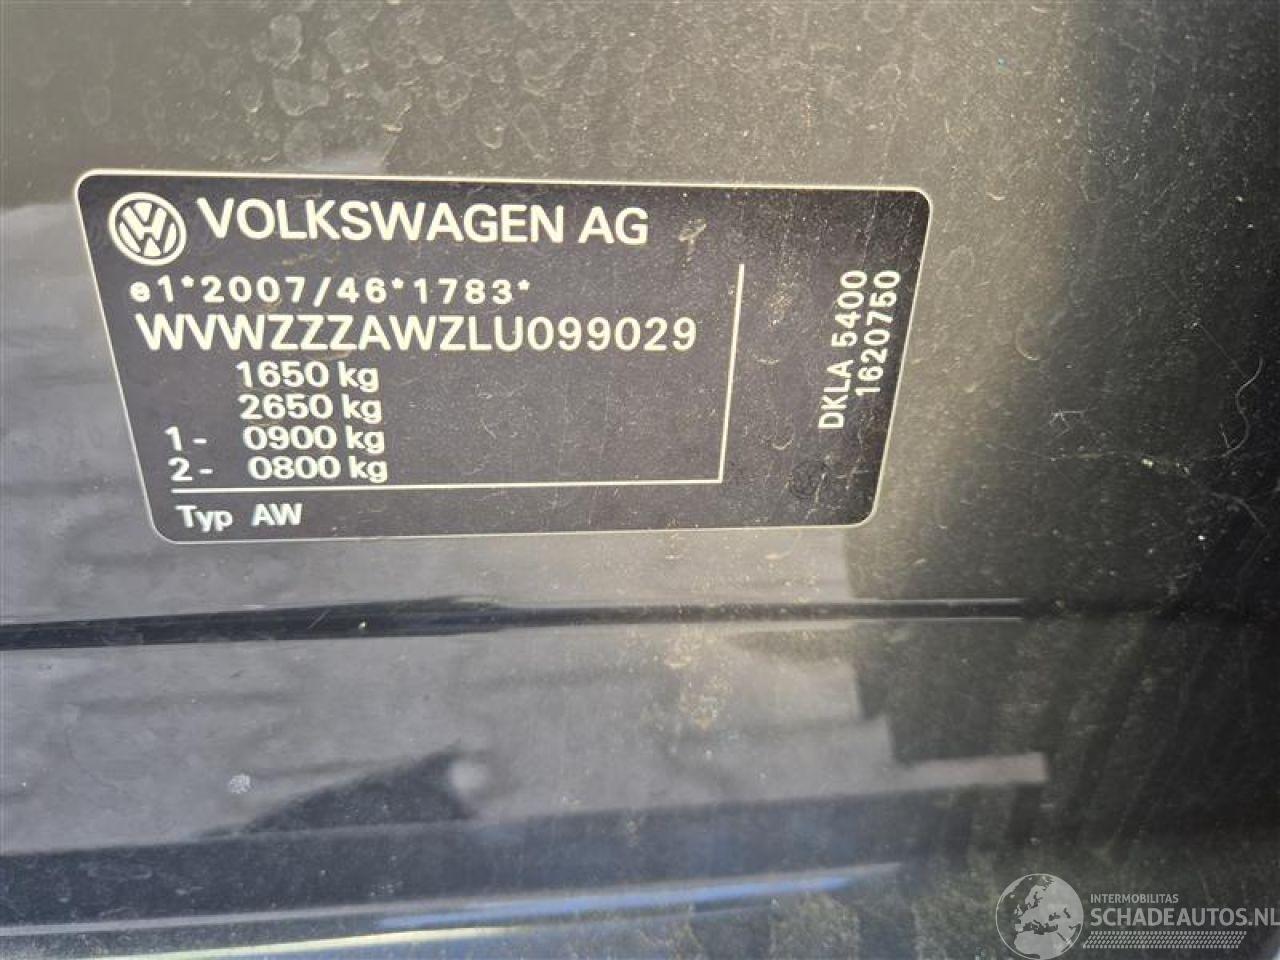 VOLKSWAGEN AG
e1*2007/46*1783*
WVWZZZAWZLU099029
1650 kg
2650 kg
1- 0900 kg
2- 0800 kg
Typ AW
DKLA 5400
1620750
INTERMOBILITAS
SCHADEAUTOS.NL